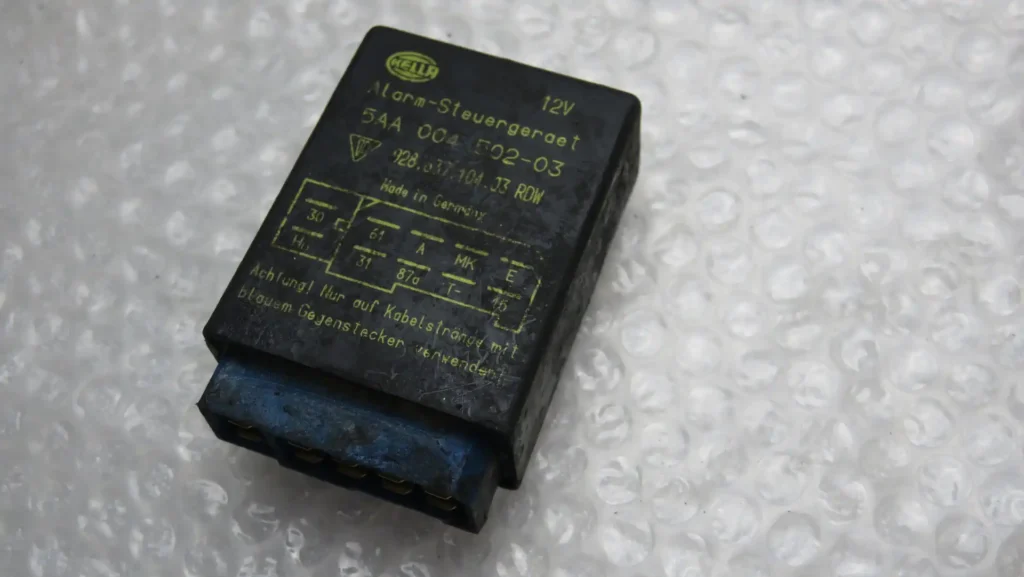 HELLA
12V
Alarm-Steuergeraet
5AA 004 502-03
928.637.104.03 RDW
Made in Germany
30 61 A MK E
H₁ 31 87a T- 15
Achtung! Nur auf Kabelstränge mit
blauem Gegenstecker verwenden!